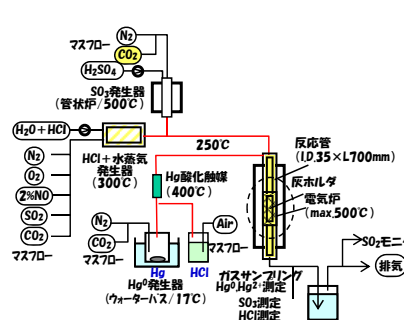 N₂
マスフロー
CO₂
H₂SO₄
SO₃発生器
(管状炉/500℃)
H₂O+HCl
250℃
N₂
O₂
2%NO
SO₂
CO₂
マスフロー
HCl+水蒸気
発生器
(300℃)
Hg酸化触媒
(400℃)
反応管
(I.D.35×L700mm)
反ホルダ
電気炉
(max.500℃)
N₂
CO₂
マスフロー
Air
マスフロー
Hg
HCl
Hg⁰発生器
(ウォーターバス/17℃)
ガスサンプリング
Hg⁰,Hg²⁺測定
SO₃測定
HCl測定
SO₂モニ
排気